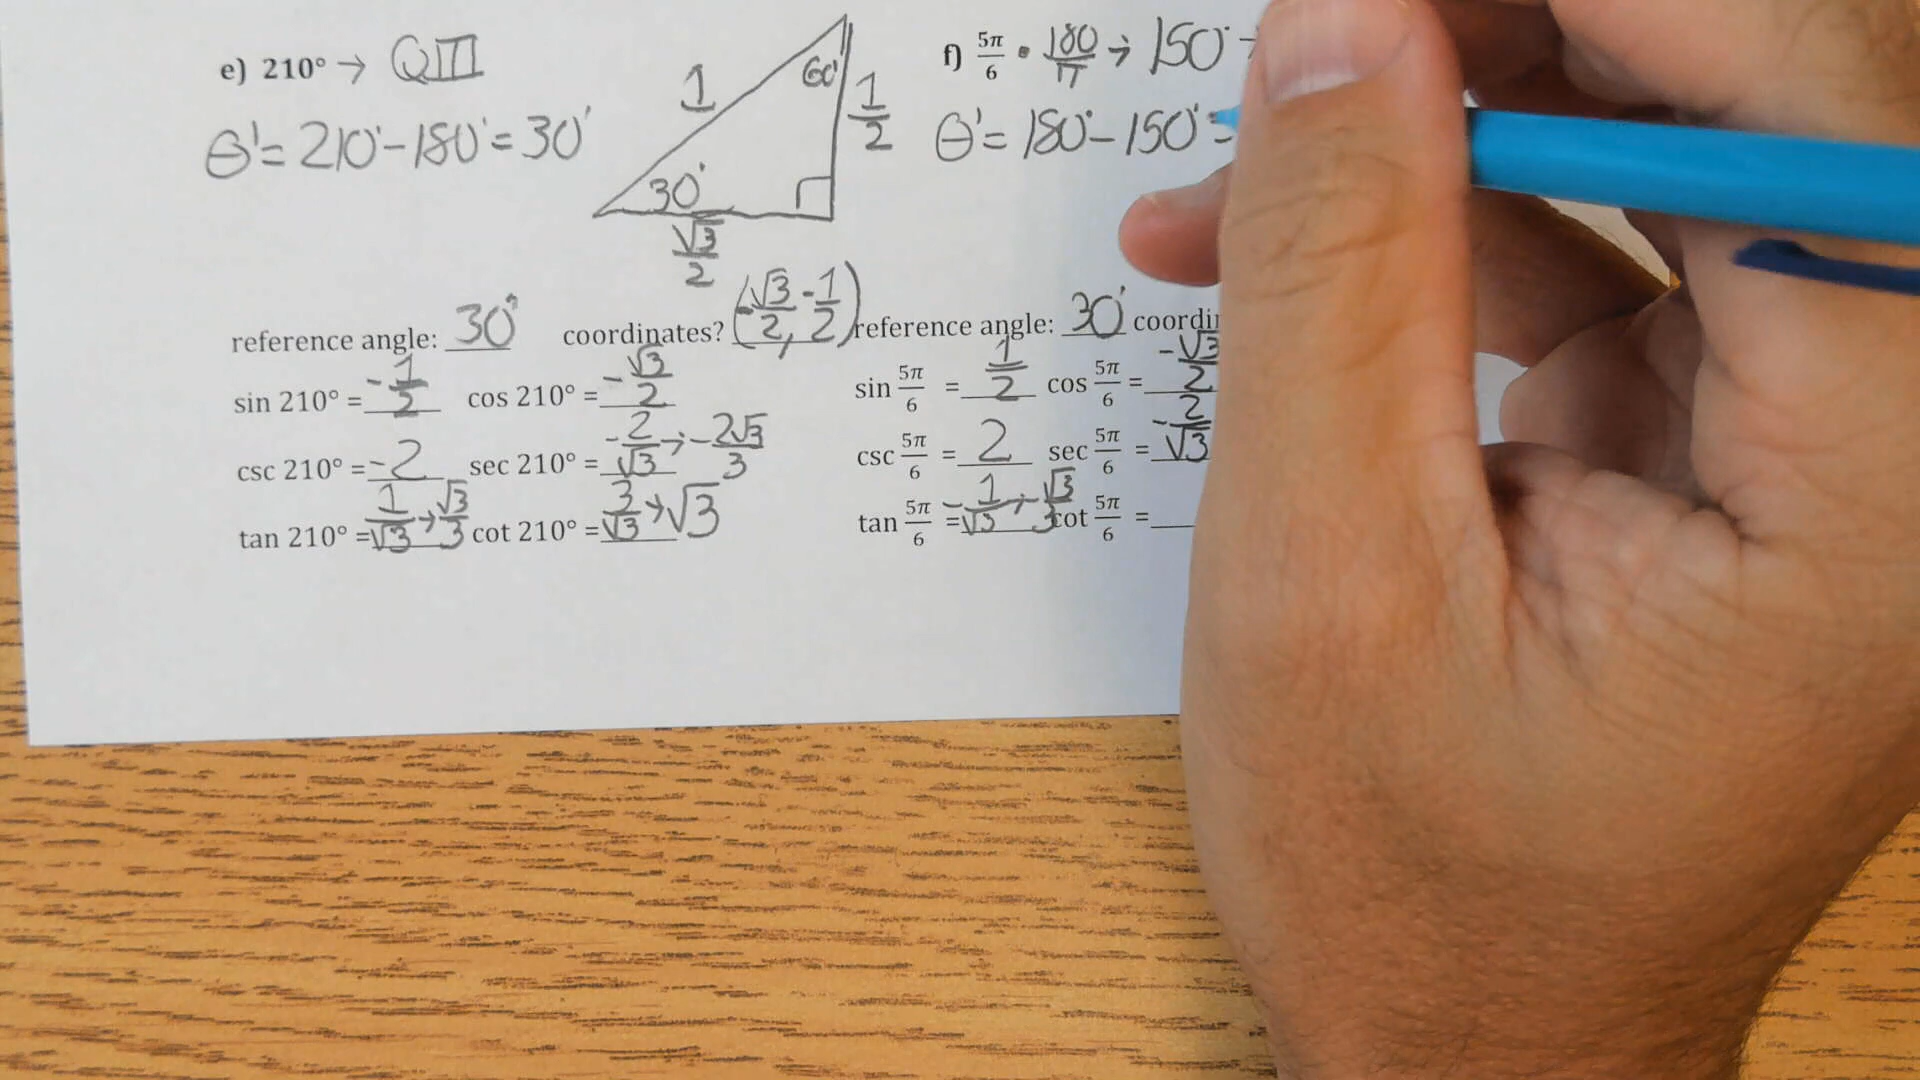 e) 210° → QIII
θ' = 210° - 180° = 30°
1
60°
1/2
30°
√3/2
reference angle: 30° coordinates? (-√3/2, -1/2)
sin 210° = -1/2 cos 210° = -√3/2
csc 210° = -2 sec 210° = -2/√3 → -2√3/3
tan 210° = 1/√3 → √3/3 cot 210° = 3/√3 → √3
f) 5π/6 · 180/π → 150° →
θ' = 180° - 150° =
reference angle: 30°
sin 5π/6 = 1/2 cos 5π/6 = -√3/2
csc 5π/6 = 2 sec 5π/6 = -2/√3
tan 5π/6 = -1/√3 → -√3/3 cot 5π/6 =